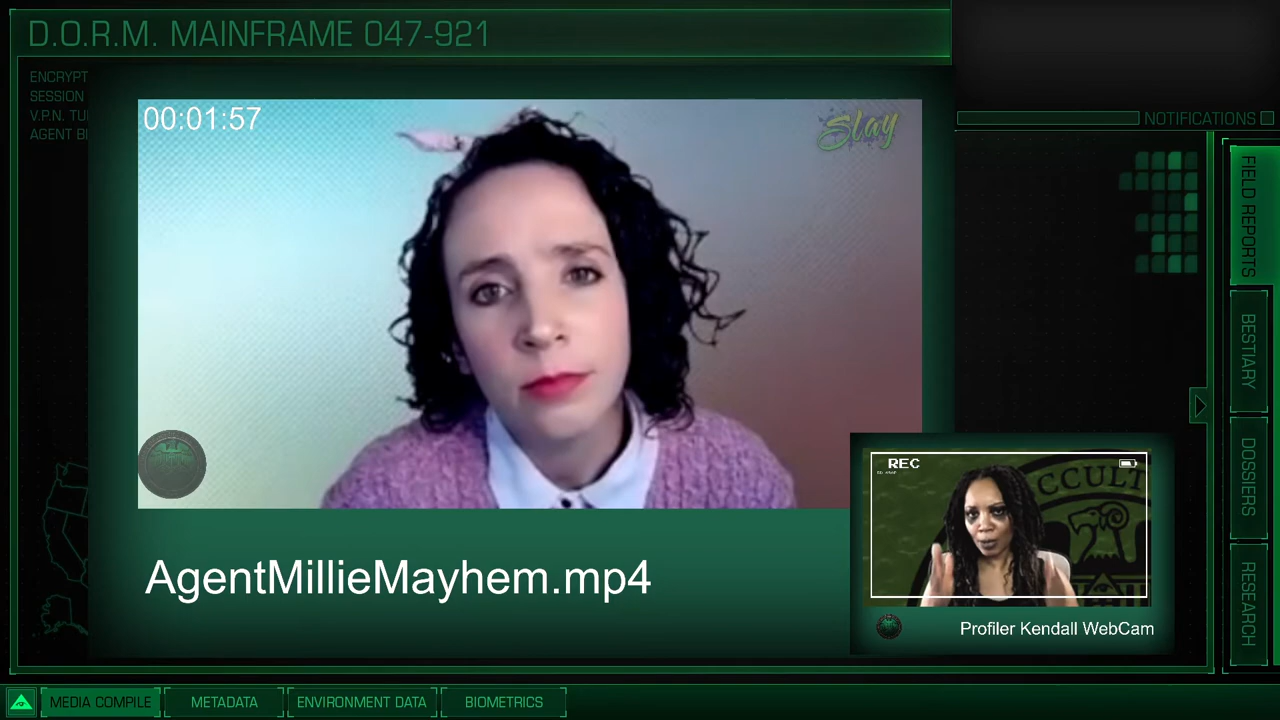 D.O.R.M. MAINFRAME 047-921
ENCRYPT
SESSION
V.P.N. TU
AGENT B
00:01:57
Slay
NOTIFICATIONS
FIELD REPORTS
BESTIARY
DOSSIERS
RESEARCH
REC
CCULT
AgentMillieMayhem.mp4
Profiler Kendall WebCam
MEDIA COMPILE
METADATA
ENVIRONMENT DATA
BIOMETRICS